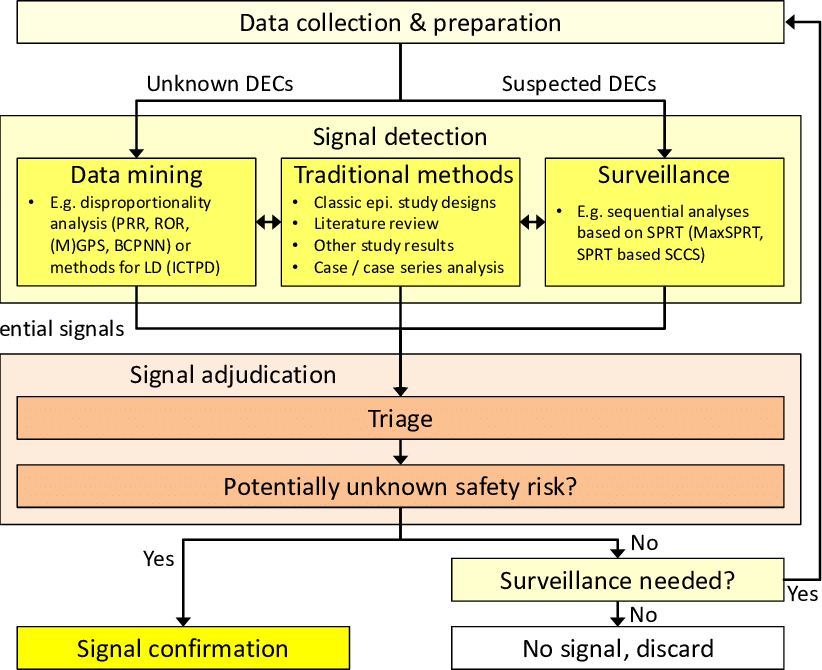 Data collection & preparation
Unknown DECs
Suspected DECs
Signal detection
Data mining
• E.g. disproportionality
analysis (PRR, ROR,
(M)GPS, BCPNN) or
methods for LD (ICTPD)
Traditional methods
• Classic epi. study designs
• Literature review
• Other study results
• Case / case series analysis
Surveillance
• E.g. sequential analyses
based on SPRT (MaxSPRT,
SPRT based SCCS)
ential signals
Signal adjudication
Triage
Potentially unknown safety risk?
Yes
No
Surveillance needed?
Yes
No
Signal confirmation
No signal, discard